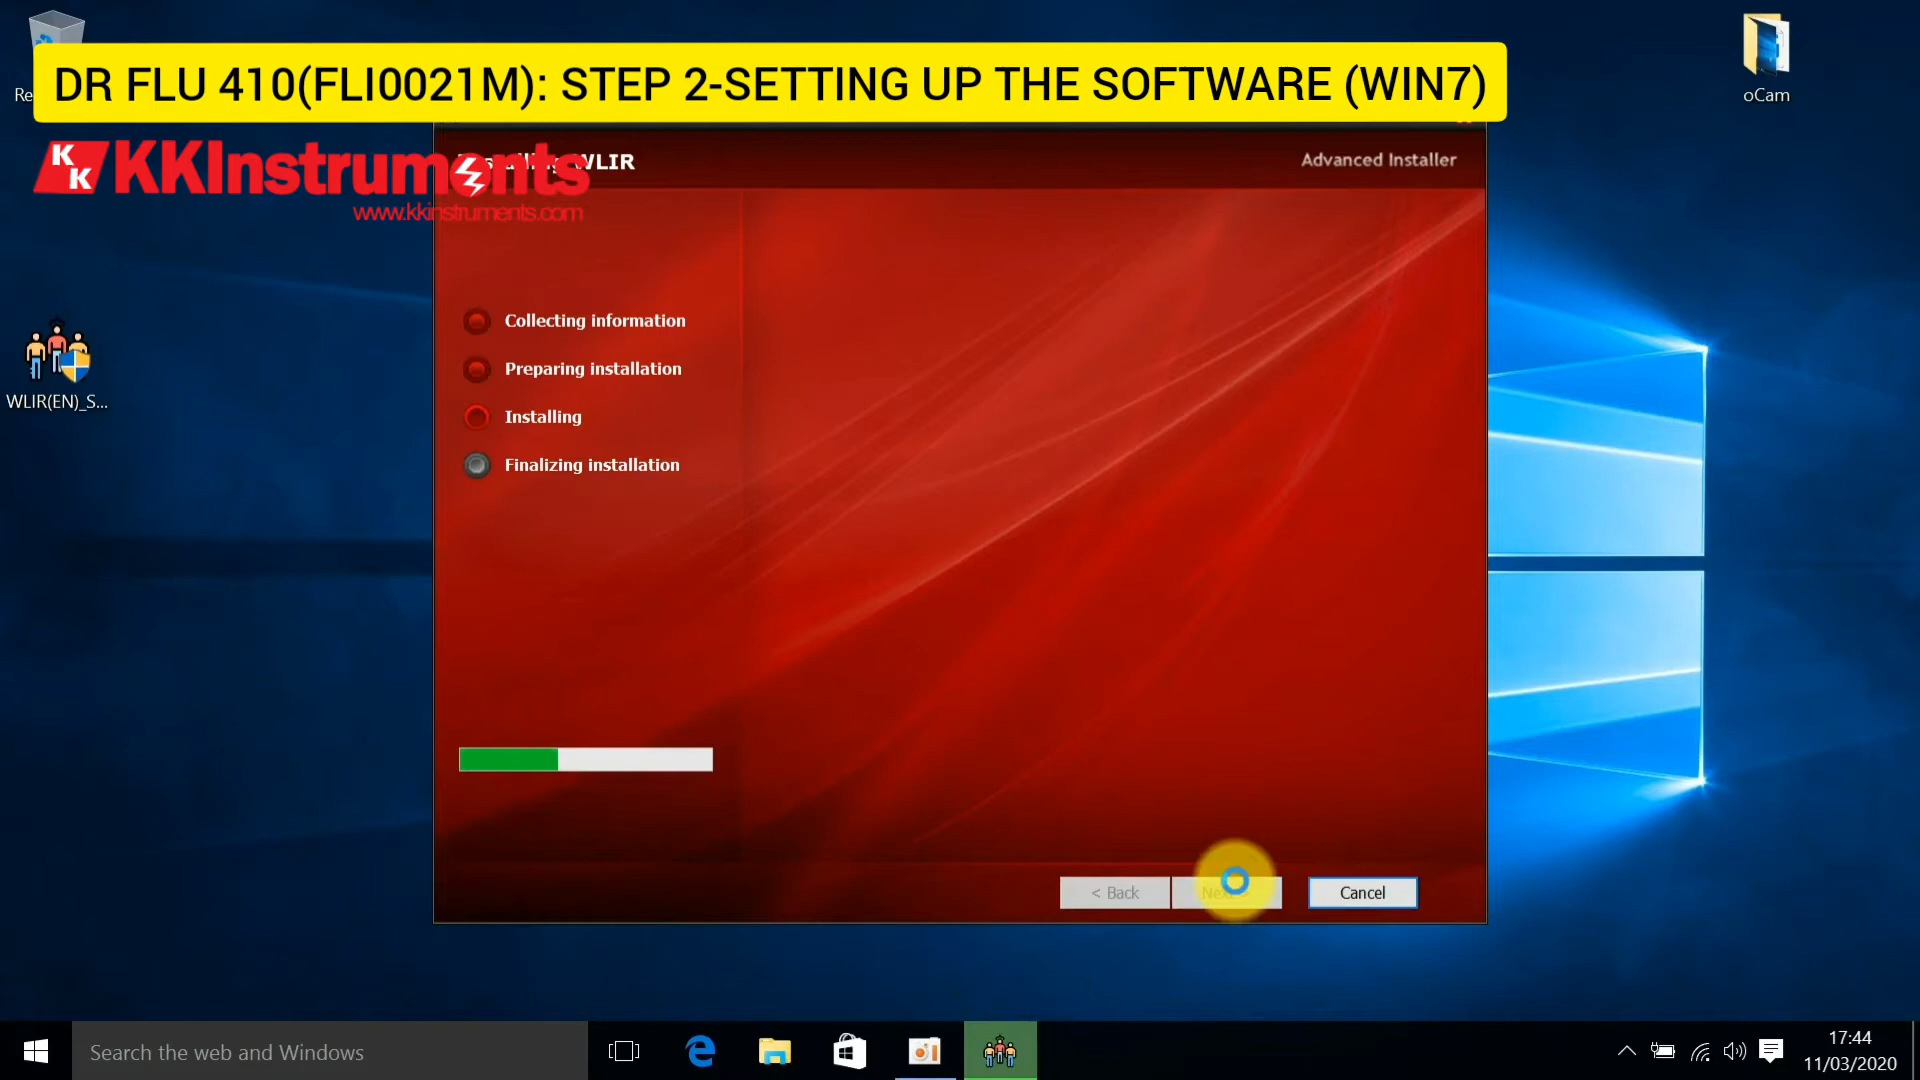 DR FLU 410(FLI0021M): STEP 2-SETTING UP THE SOFTWARE (WIN7)
oCam
K
K
KKInstruments
www.kkinstruments.com
WLIR
Advanced Installer
Collecting information
Preparing installation
Installing
Finalizing installation
WLIR(EN)_S...
< Back
Cancel
Search the web and Windows
17:44
11/03/2020